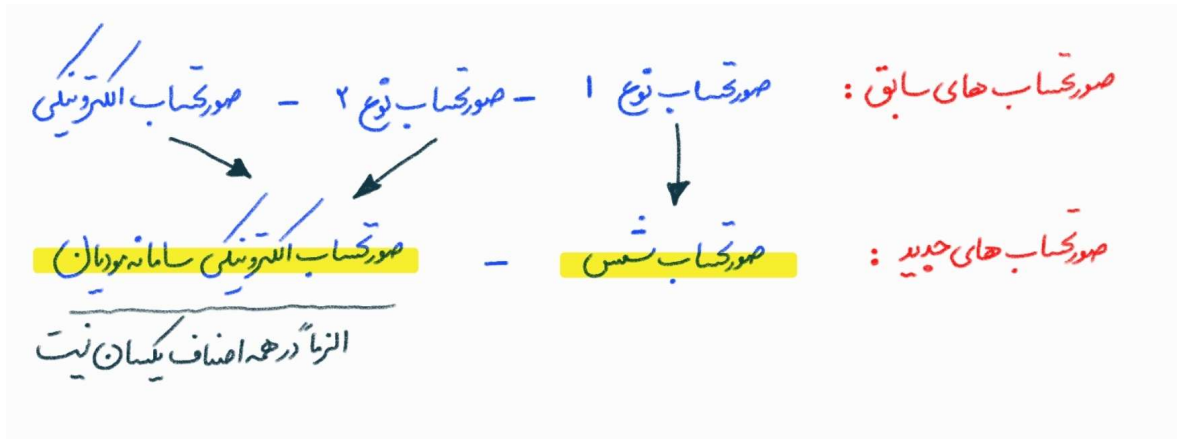 صورتحساب های سابق : صورتحساب نوع ۱ - صورتحساب نوع ۲ - صورتحساب الکترونیکی
صورتحساب های جدید : صورتحساب شمس - صورتحساب الکترونیکی سامانه مودیان
الزماً در همه اصناف یکسان نیست